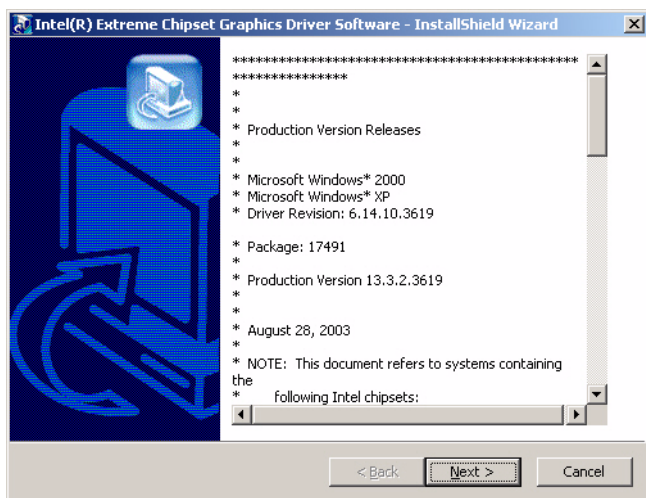 Intel(R) Extreme Chipset Graphics Driver Software - InstallShield Wizard
*********************************************
***************
*
*
* Production Version Releases
*
*
* Microsoft Windows* 2000
* Microsoft Windows* XP
* Driver Revision: 6.14.10.3619
* Package: 17491
*
* Production Version 13.3.2.3619
*
*
* August 28, 2003
*
* NOTE: This document refers to systems containing
the
* following Intel chipsets:
< Back
Next >
Cancel